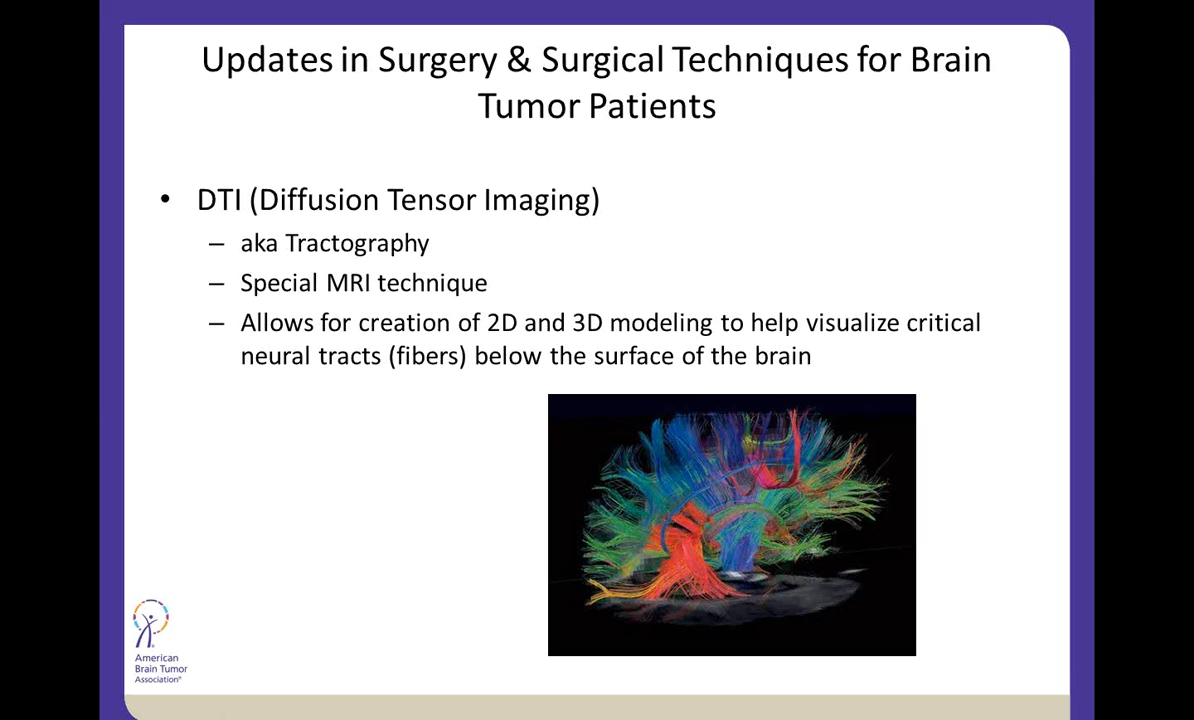 Updates in Surgery & Surgical Techniques for Brain
Tumor Patients
• DTI (Diffusion Tensor Imaging)
– aka Tractography
– Special MRI technique
– Allows for creation of 2D and 3D modeling to help visualize critical
neural tracts (fibers) below the surface of the brain
American
Brain Tumor
Association®